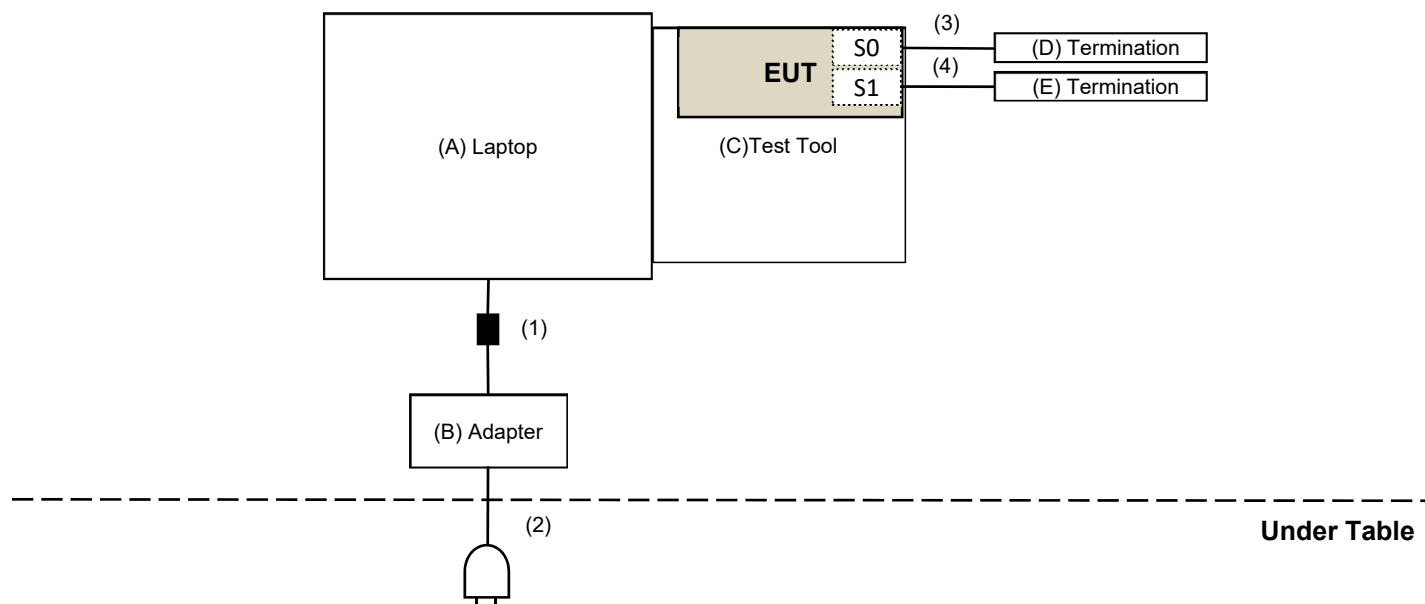 (3)
S0
(D) Termination
EUT
(4)
S1
(E) Termination
(A) Laptop
(C)Test Tool
(1)
(B) Adapter
(2)
Under Table